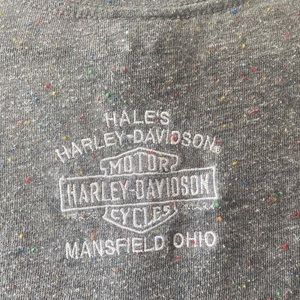 HALE'S
HARLEY-DAVIDSON®
MOTOR
HARLEY-DAVIDSON
CYCLES
MANSFIELD, OHIO